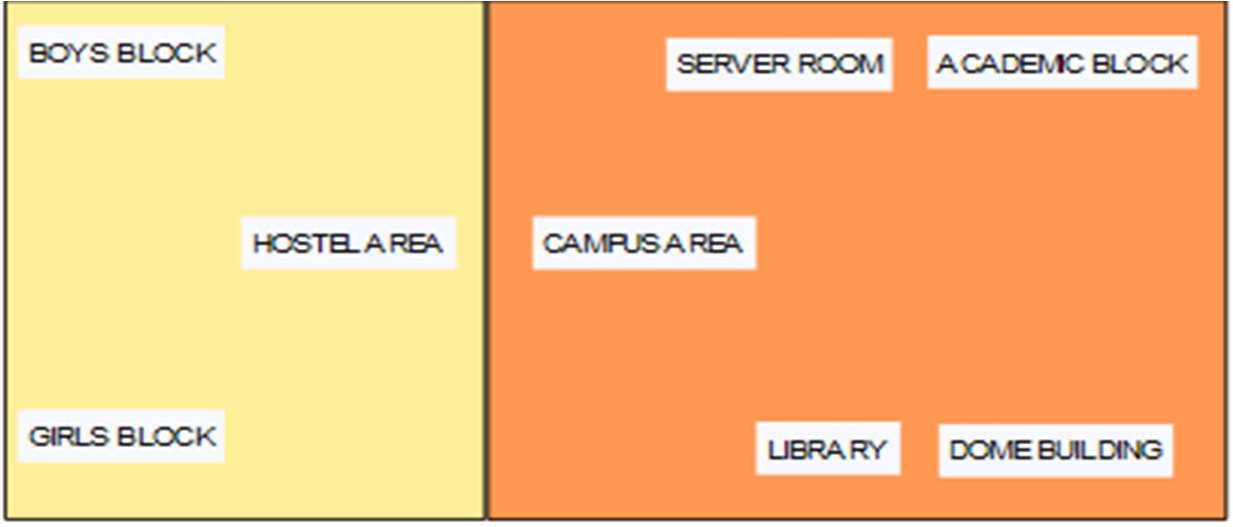 BOYS BLOCK
SERVER ROOM
ACADEMIC BLOCK
HOSTEL AREA
CAMPUS AREA
GIRLS BLOCK
LIBRARY
DOME BUILDING